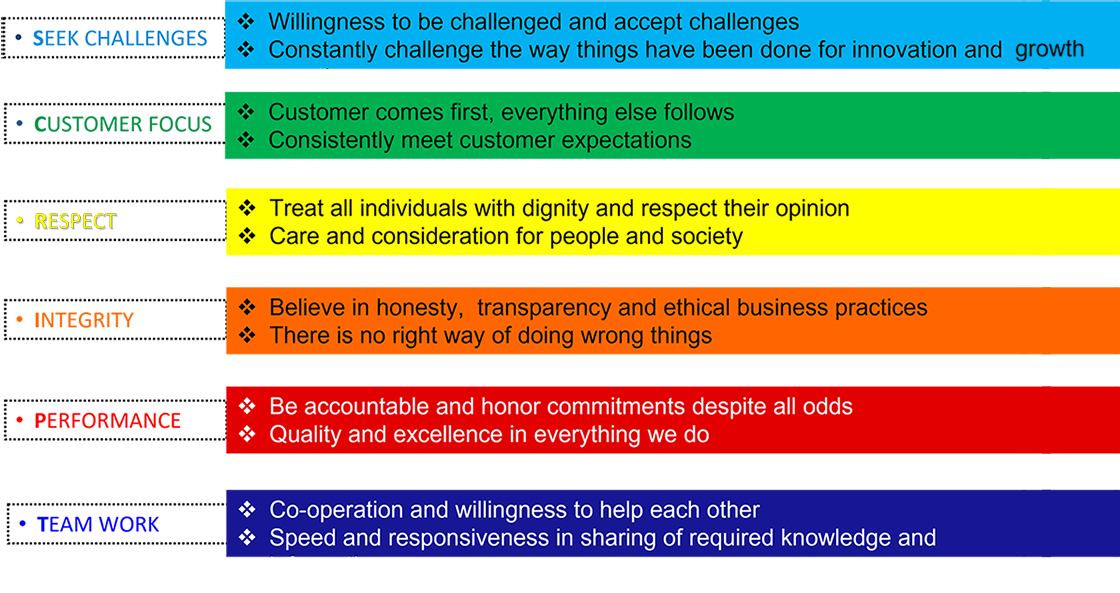 • SEEK CHALLENGES
❖ Willingness to be challenged and accept challenges
❖ Constantly challenge the way things have been done for innovation and growth
• CUSTOMER FOCUS
❖ Customer comes first, everything else follows
❖ Consistently meet customer expectations
• RESPECT
❖ Treat all individuals with dignity and respect their opinion
❖ Care and consideration for people and society
• INTEGRITY
❖ Believe in honesty, transparency and ethical business practices
❖ There is no right way of doing wrong things
• PERFORMANCE
❖ Be accountable and honor commitments despite all odds
❖ Quality and excellence in everything we do
• TEAM WORK
❖ Co-operation and willingness to help each other
❖ Speed and responsiveness in sharing of required knowledge and